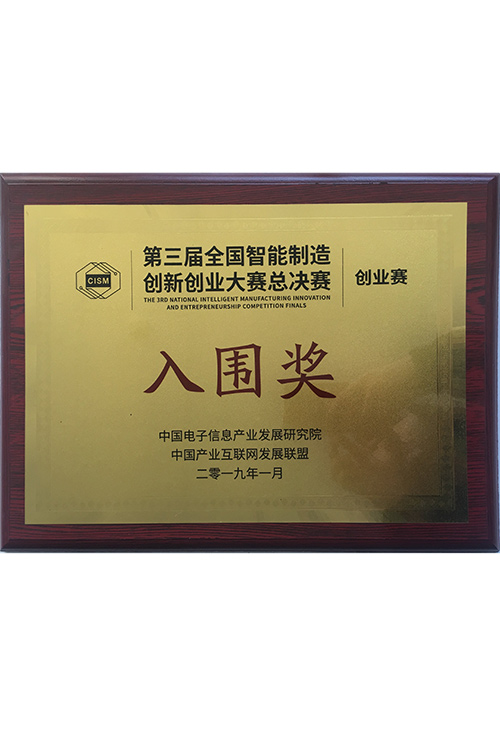 CISM
第三届全国智能制造
创新创业大赛总决赛
THE 3RD NATIONAL INTELLIGENT MANUFACTURING INNOVATION
AND ENTREPRENEURSHIP COMPETITION FINALS
创业赛
入围奖
中国电子信息产业发展研究院
中国产业互联网发展联盟
二零一九年一月